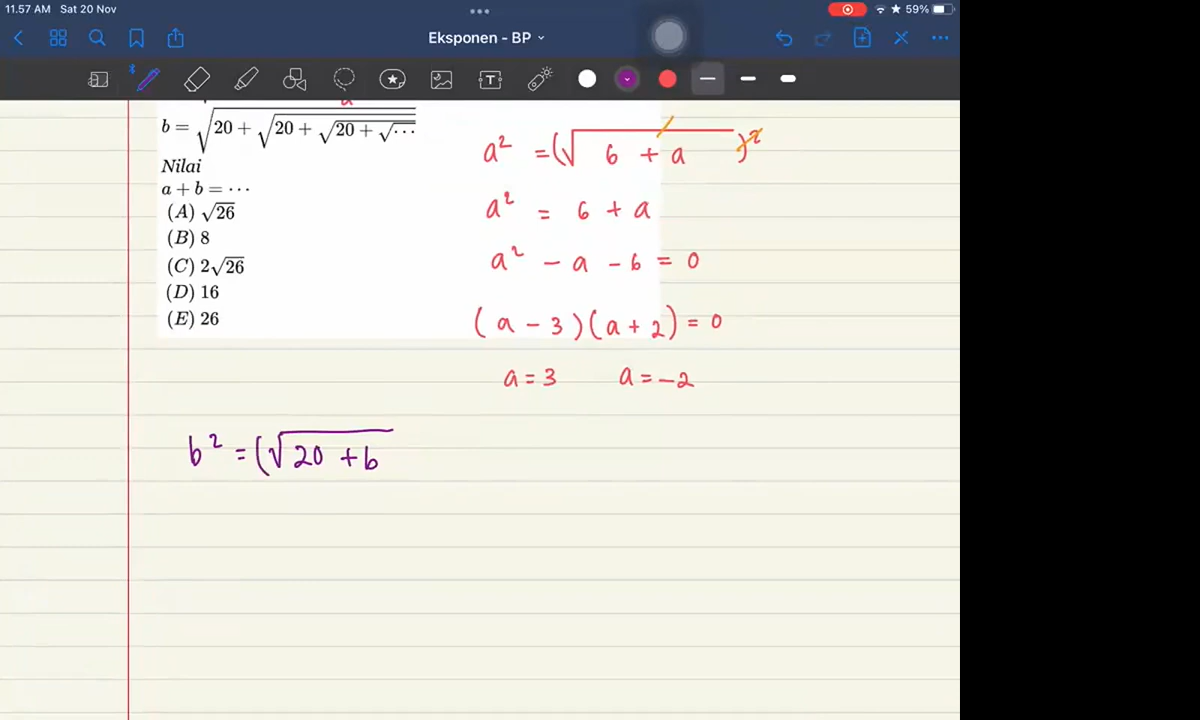 11.57 AM Sat 20 Nov
59%
Eksponen - BP
a
b = √(20 + √(20 + √(20 + √⋯
Nilai
a + b = ⋯
(A) √26
(B) 8
(C) 2√26
(D) 16
(E) 26
a² = (√(6 + a))²
a² = 6 + a
a² - a - 6 = 0
(a - 3)(a + 2) = 0
a = 3 a = -2
b² = (√20 + b